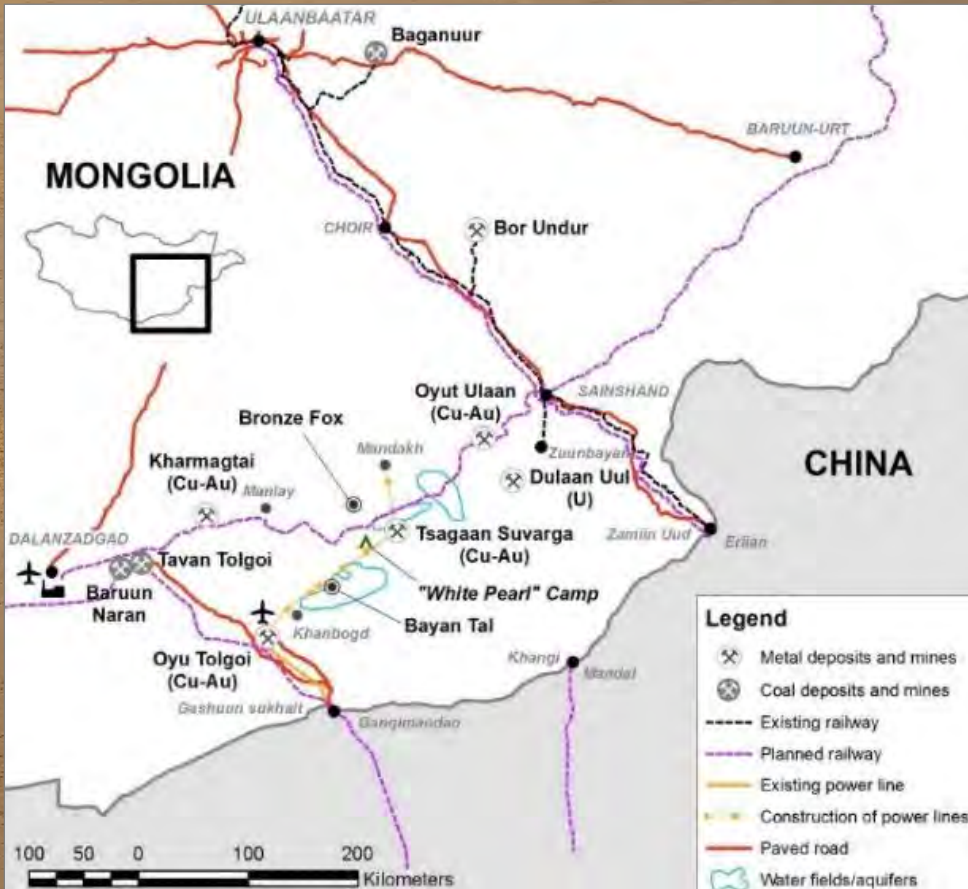 ULAANBAATAR
Baganuur
BARUUN-URT
MONGOLIA
CHOIR
Bor Undur
Oyut Ulaan
(Cu-Au)
SAINSHAND
Bronze Fox
Mandakh
Zuunbayan
CHINA
Kharmagtai
(Cu-Au)
Manlay
Dulaan Uul
(U)
DALANZADGAD
Tavan Tolgoi
Tsagaan Suvarga
(Cu-Au)
Zamiin Uud
Erlian
Baruun
Naran
"White Pearl" Camp
Khanbogd
Bayan Tal
Oyu Tolgoi
(Cu-Au)
Khangi
Mandal
Gashuun sukhait
Gangimandao
Legend
Metal deposits and mines
Coal deposits and mines
Existing railway
Planned railway
Existing power line
Construction of power lines
Paved road
Water fields/aquifers
100 50 0 100 200
Kilometers